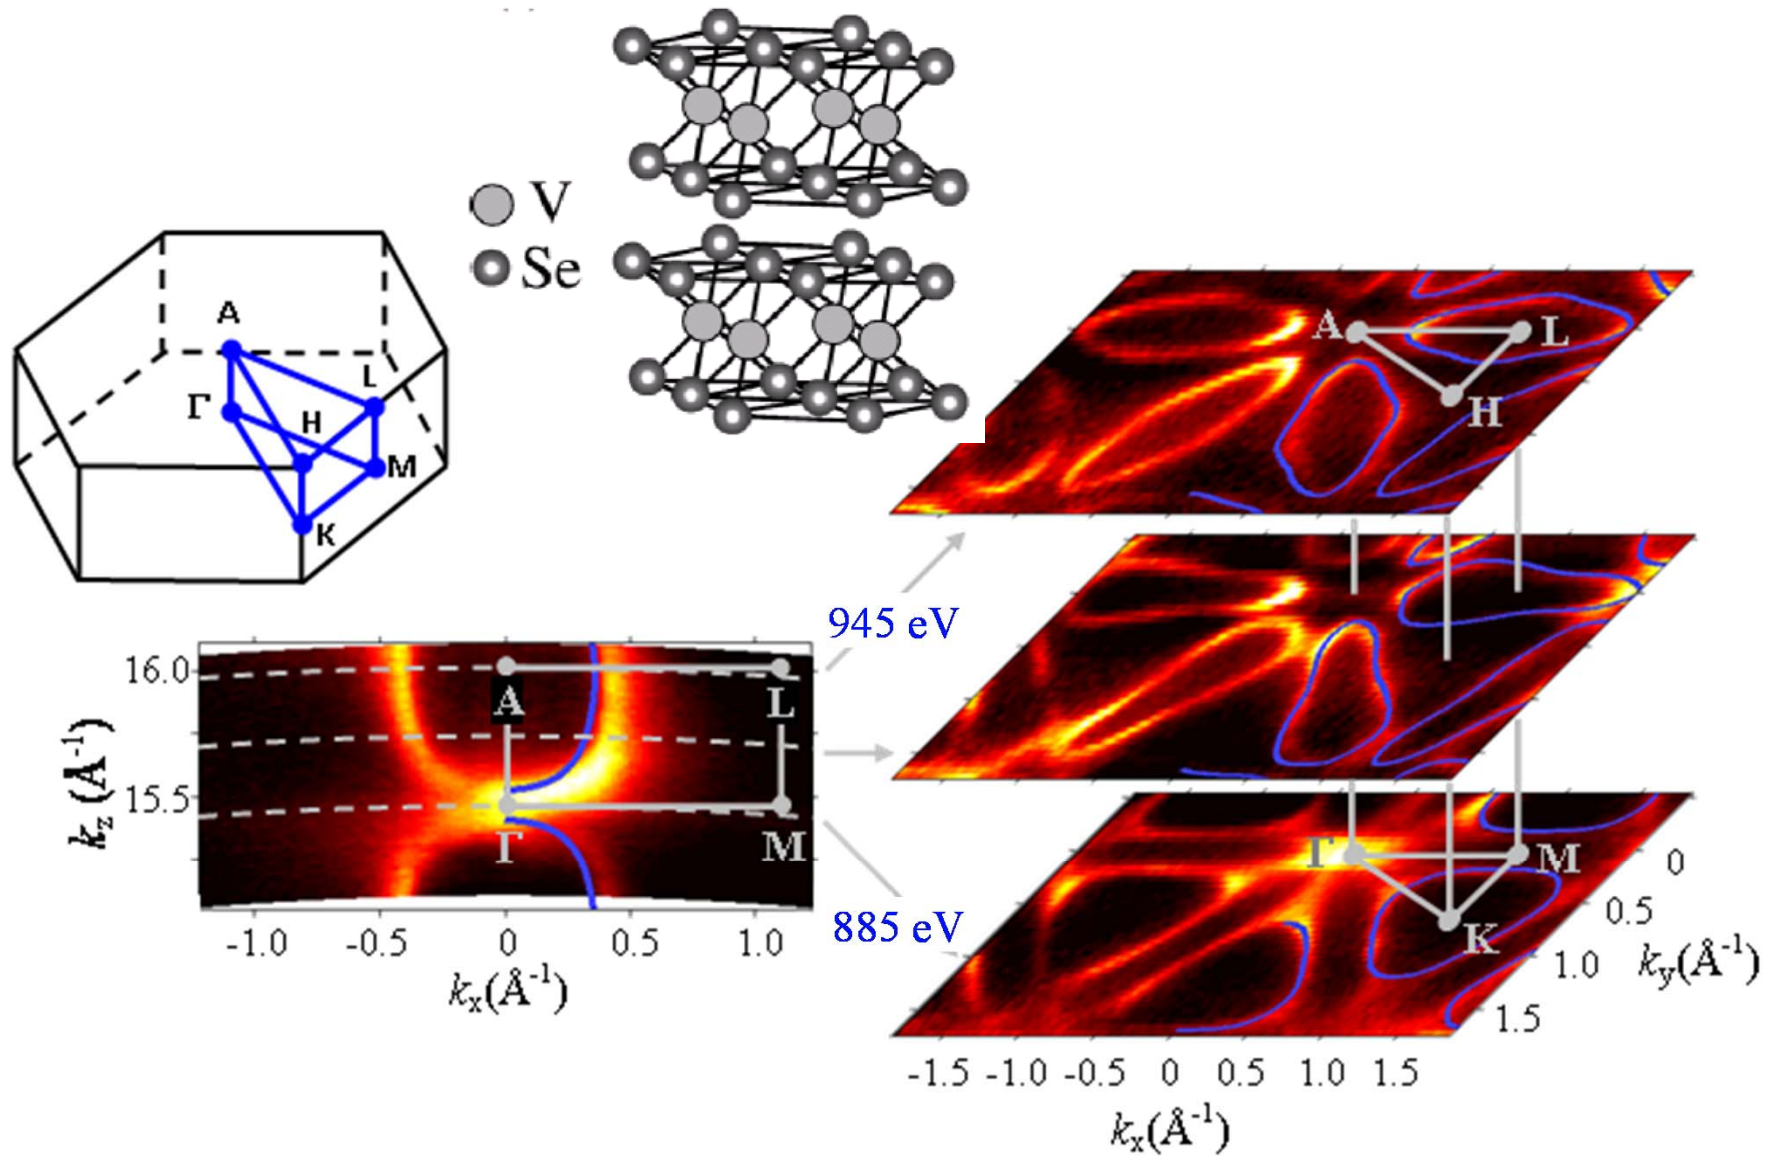 V
Se
A
Γ
H
L
M
K
945 eV
885 eV
16.0
15.5
kz (Å-1)
A
L
Γ
M
-1.0 -0.5 0 0.5 1.0
kx(Å-1)
A
L
H
Γ
M
K
0
0.5
1.0
1.5
ky(Å-1)
-1.5 -1.0 -0.5 0 0.5 1.0 1.5
kx(Å-1)